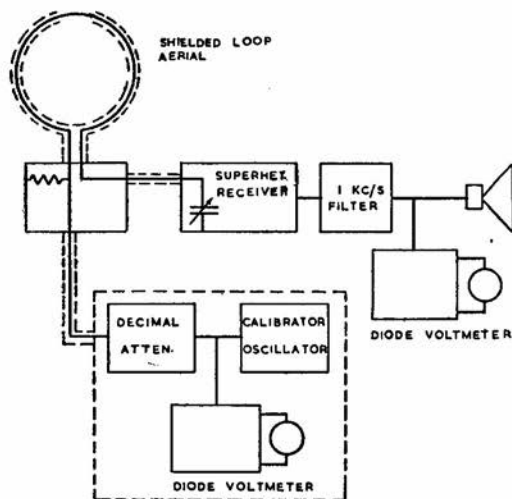 SHIELDED LOOP
AERIAL
SUPERHET
RECEIVER
1 KC/S
FILTER
DIODE VOLTMETER
DECIMAL
ATTEN.
CALIBRATOR
OSCILLATOR
DIODE VOLTMETER